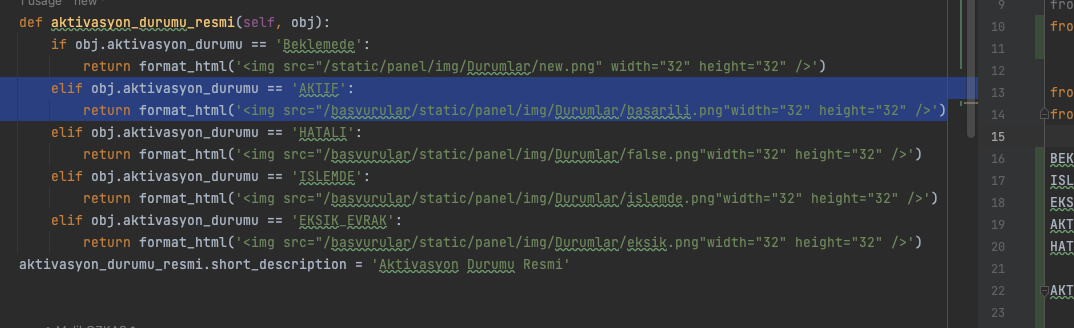 1 usage new
def aktivasyon_durumu_resmi(self, obj):
    if obj.aktivasyon_durumu == 'Beklemede':
        return format_html('<img src="/static/panel/img/Durumlar/new.png" width="32" height="32" />')
    elif obj.aktivasyon_durumu == 'AKTIF':
        return format_html('<img src="/basvurular/static/panel/img/Durumlar/basarili.png"width="32" height="32" />')
    elif obj.aktivasyon_durumu == 'HATALI':
        return format_html('<img src="/basvurular/static/panel/img/Durumlar/false.png"width="32" height="32" />')
    elif obj.aktivasyon_durumu == 'ISLEMDE':
        return format_html('<img src="/basvurular/static/panel/img/Durumlar/islemde.png"width="32" height="32" />')
    elif obj.aktivasyon_durumu == 'EKSIK_EVRAK':
        return format_html('<img src="/basvurular/static/panel/img/Durumlar/eksik.png"width="32" height="32" />')
aktivasyon_durumu_resmi.short_description = 'Aktivasyon Durumu Resmi'
9 fro
10 fro
11
12
13 fro
14 fro
15
16 BEK
17 ISL
18 EKS
19 AKT
20 HAT
21
22 AKT
23